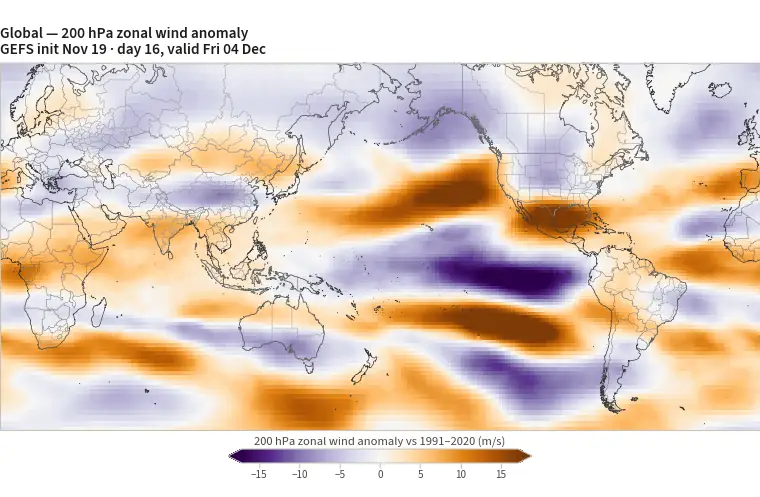 Global — 200 hPa zonal wind anomaly
GEFS init Nov 19 · day 16, valid Fri 04 Dec
200 hPa zonal wind anomaly vs 1991–2020 (m/s)
−15 −10 −5 0 5 10 15